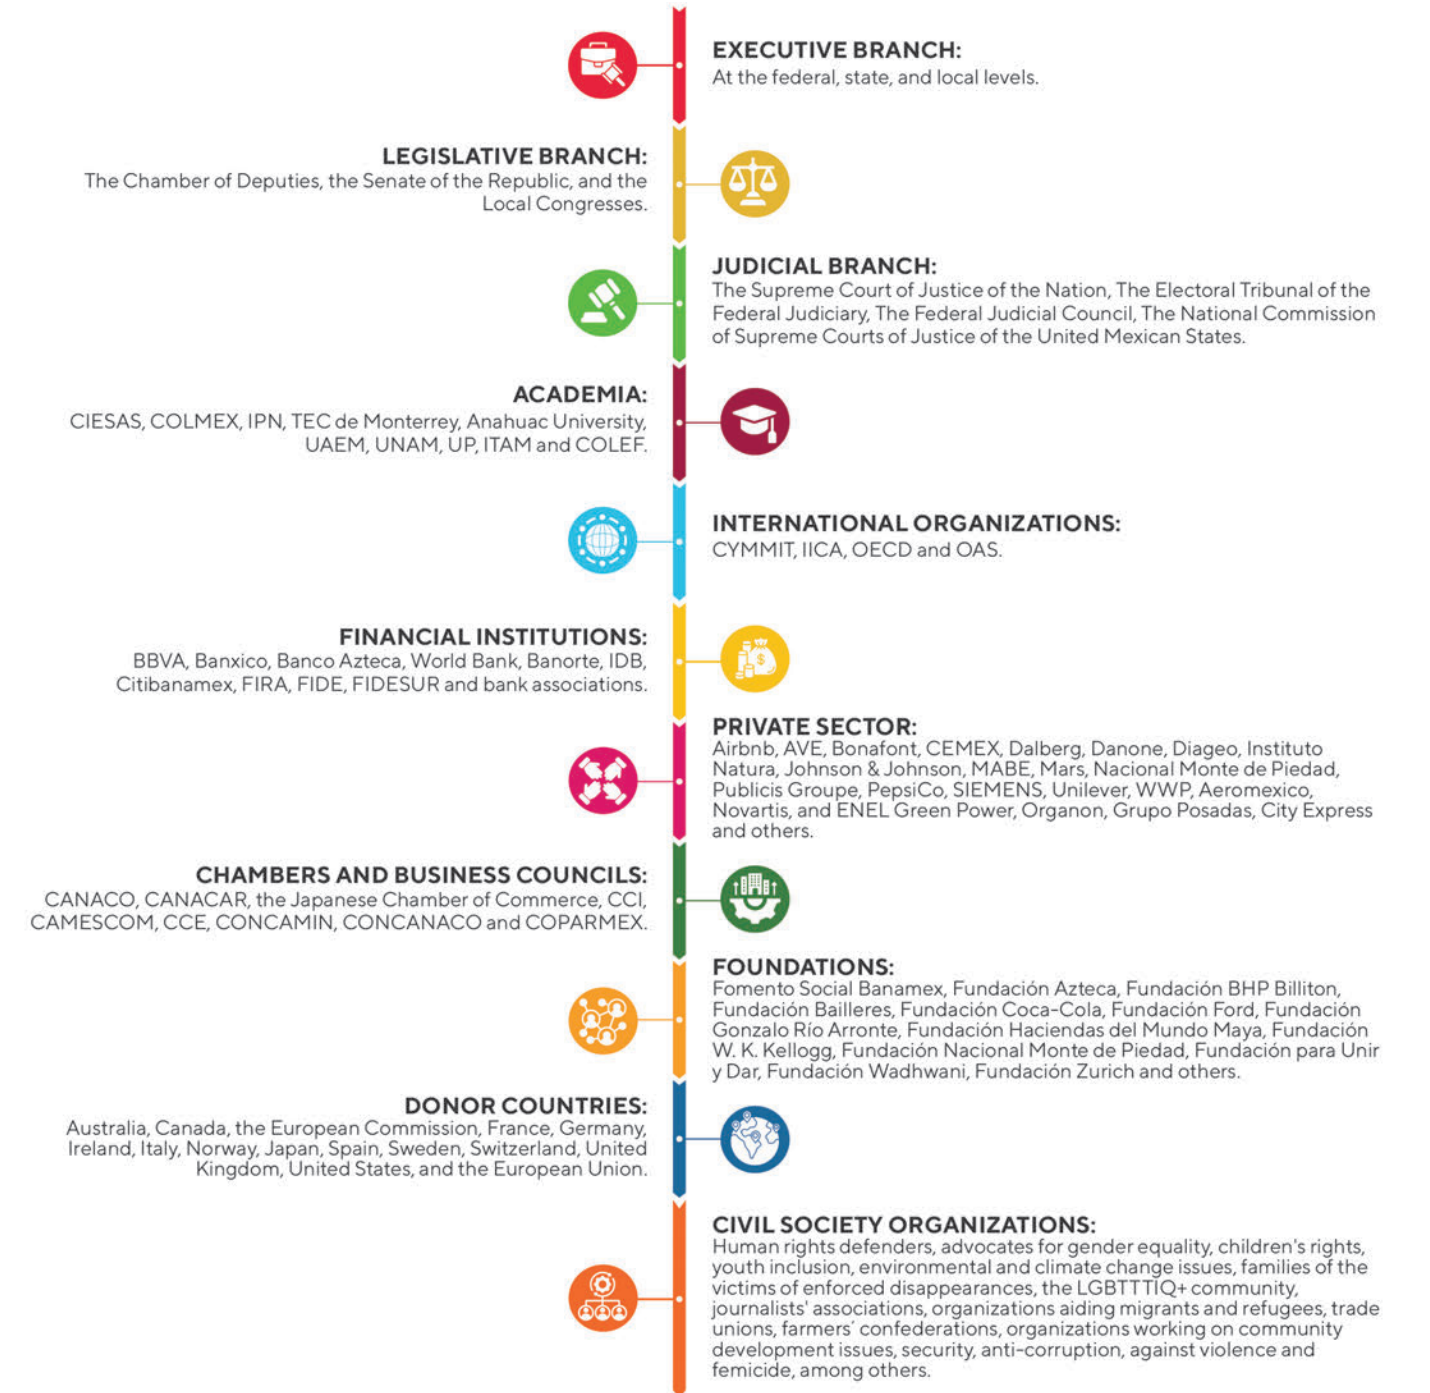 EXECUTIVE BRANCH:
At the federal, state, and local levels.
LEGISLATIVE BRANCH:
The Chamber of Deputies, the Senate of the Republic, and the
Local Congresses.
JUDICIAL BRANCH:
The Supreme Court of Justice of the Nation, The Electoral Tribunal of the
Federal Judiciary, The Federal Judicial Council, The National Commission
of Supreme Courts of Justice of the United Mexican States.
ACADEMIA:
CIESAS, COLMEX, IPN, TEC de Monterrey, Anahuac University,
UAEM, UNAM, UP, ITAM and COLEF.
INTERNATIONAL ORGANIZATIONS:
CYMMIT, IICA, OECD and OAS.
FINANCIAL INSTITUTIONS:
BBVA, Banxico, Banco Azteca, World Bank, Banorte, IDB,
Citibanamex, FIRA, FIDE, FIDESUR and bank associations.
$
PRIVATE SECTOR:
Airbnb, AVE, Bonafont, CEMEX, Dalberg, Danone, Diageo, Instituto
Natura, Johnson & Johnson, MABE, Mars, Nacional Monte de Piedad,
Publicis Groupe, PepsiCo, SIEMENS, Unilever, WWP, Aeromexico,
Novartis, and ENEL Green Power, Organon, Grupo Posadas, City Express
and others.
CHAMBERS AND BUSINESS COUNCILS:
CANACO, CANACAR, the Japanese Chamber of Commerce, CCI,
CAMESCOM, CCE, CONCAMIN, CONCANACO and COPARMEX.
FOUNDATIONS:
Fomento Social Banamex, Fundación Azteca, Fundación BHP Billiton,
Fundación Bailleres, Fundación Coca-Cola, Fundación Ford, Fundación
Gonzalo Río Arronte, Fundación Haciendas del Mundo Maya, Fundación
W. K. Kellogg, Fundación Nacional Monte de Piedad, Fundación para Unir
y Dar, Fundación Wadhwani, Fundación Zurich and others.
DONOR COUNTRIES:
Australia, Canada, the European Commission, France, Germany,
Ireland, Italy, Norway, Japan, Spain, Sweden, Switzerland, United
Kingdom, United States, and the European Union.
CIVIL SOCIETY ORGANIZATIONS:
Human rights defenders, advocates for gender equality, children's rights,
youth inclusion, environmental and climate change issues, families of the
victims of enforced disappearances, the LGBTTTIQ+ community,
journalists' associations, organizations aiding migrants and refugees, trade
unions, farmers' confederations, organizations working on community
development issues, security, anti-corruption, against violence and
femicide, among others.